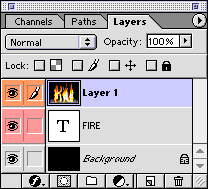 Channels Paths Layers
Normal Opacity: 100%
Lock:
Layer 1
T FIRE
Background